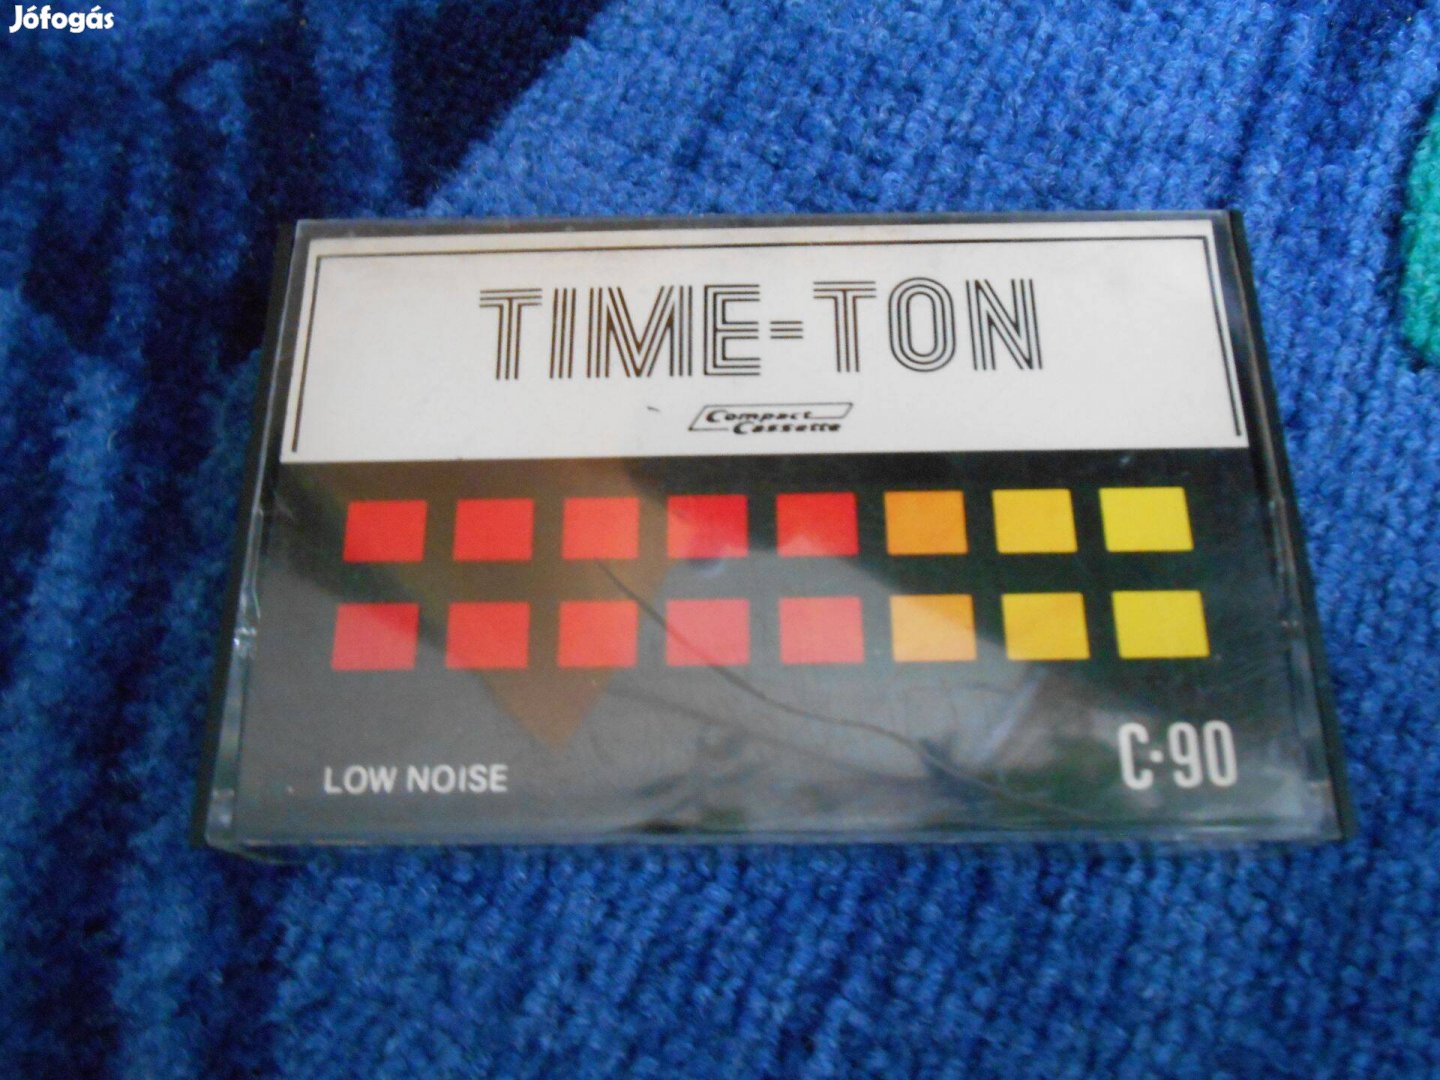 Jófogás
TIME-TON
Compact
Cassette
LOW NOISE
C·90